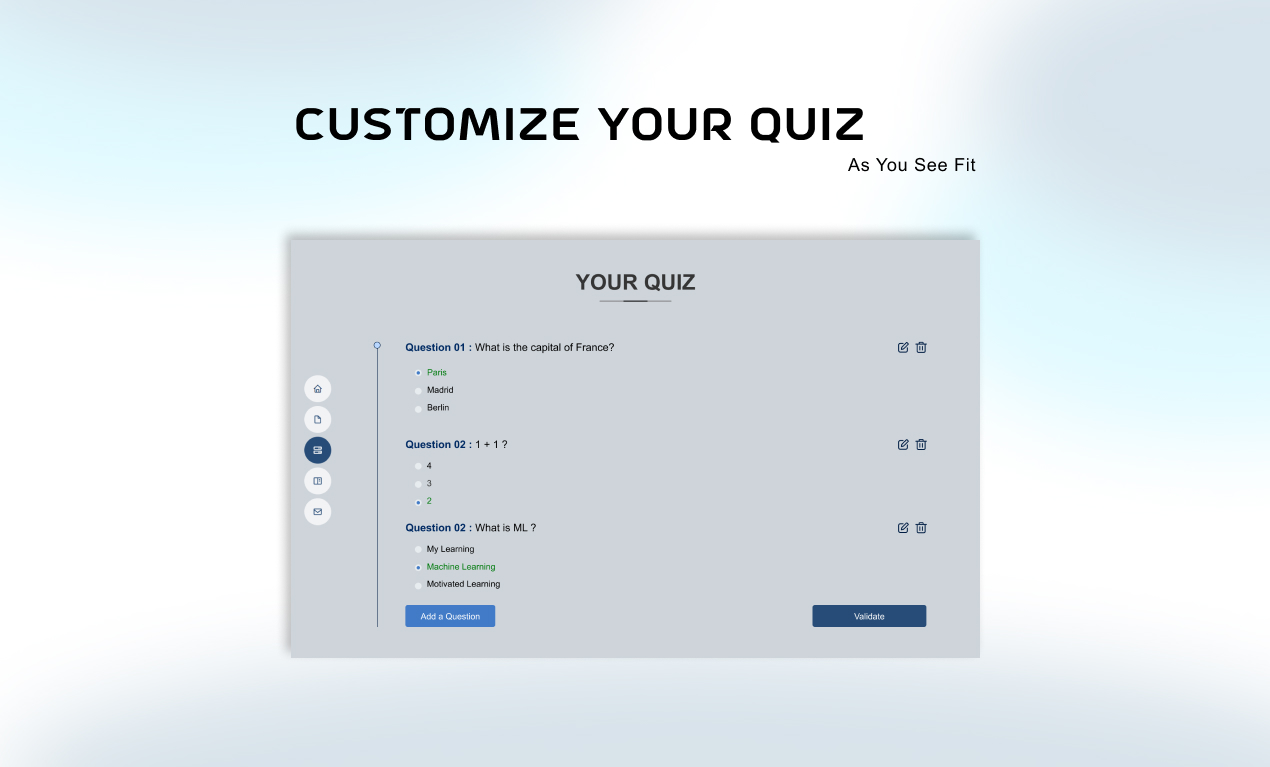 CUSTOMIZE YOUR QUIZ
As You See Fit
YOUR QUIZ
Question 01 : What is the capital of France?
Paris
Madrid
Berlin
Question 02 : 1 + 1 ?
4
3
2
Question 02 : What is ML ?
My Learning
Machine Learning
Motivated Learning
Add a Question
Validate